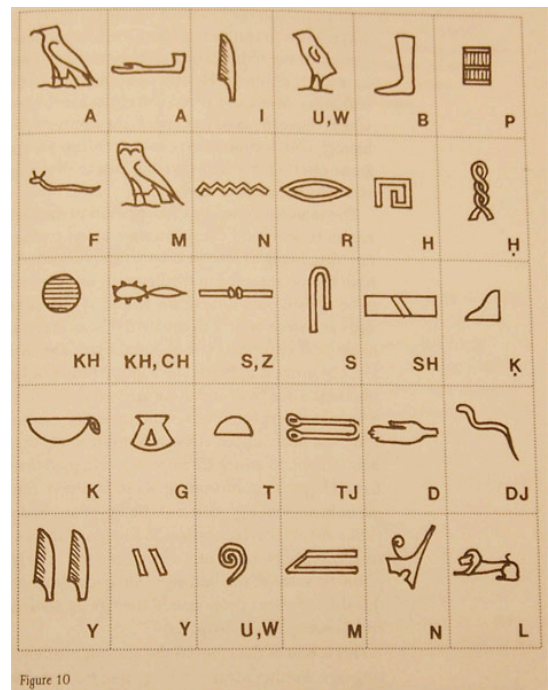 A A I U,W B P
F M N R H Ḥ
KH KH, CH S, Z S SH Ḳ
K G T TJ D DJ
Y Y U,W M N L
Figure 10